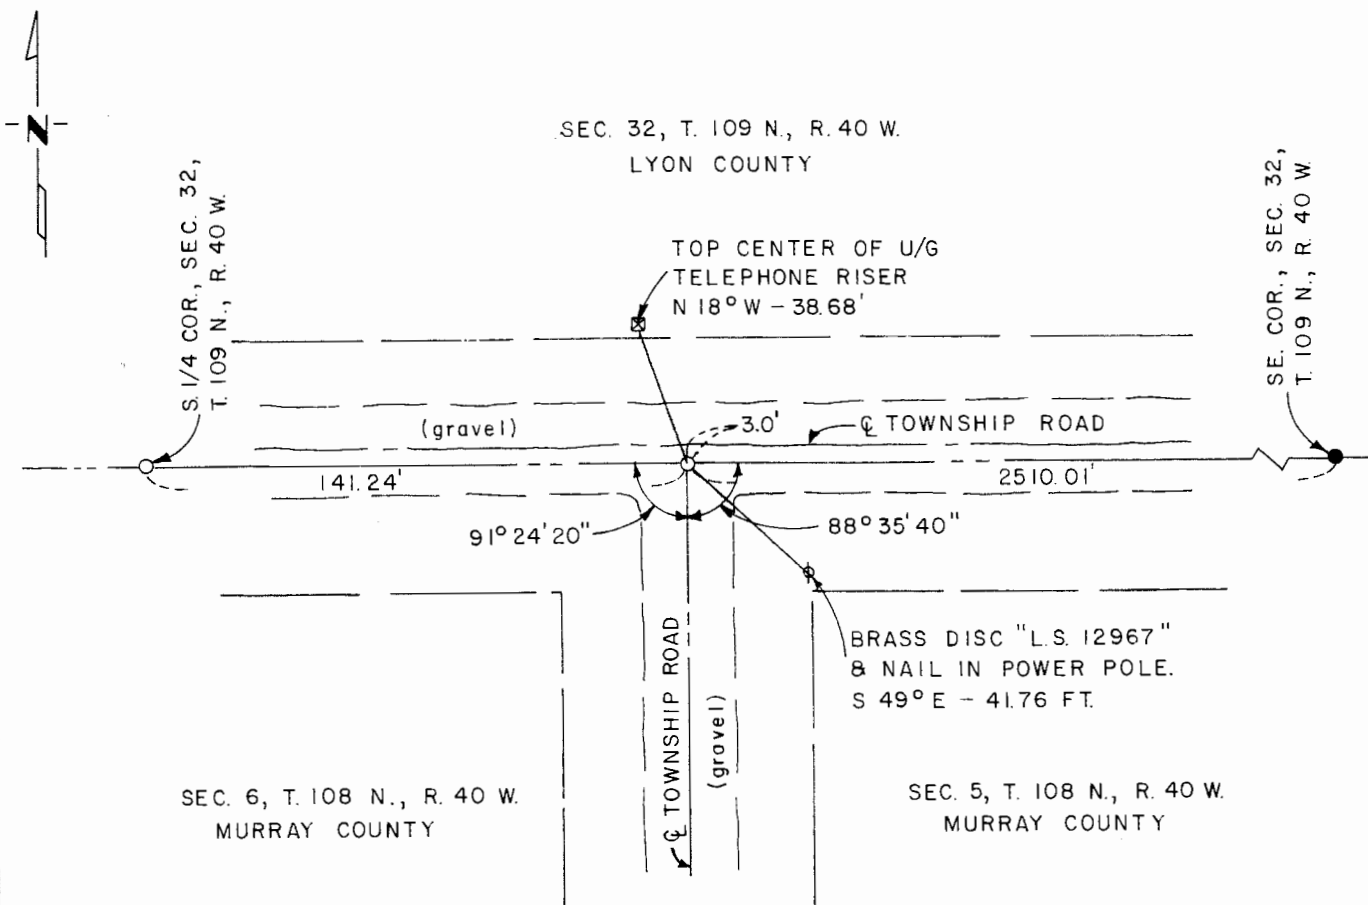 N
SEC. 32, T. 109 N., R. 40 W.
LYON COUNTY
S. 1/4 COR., SEC. 32,
T. 109 N., R. 40 W.
TOP CENTER OF U/G
TELEPHONE RISER
N 18° W - 38.68'
SE. COR., SEC. 32,
T. 109 N., R. 40 W.
(gravel)
3.0'
℄ TOWNSHIP ROAD
141.24'
2510.01'
91° 24' 20"
88° 35' 40"
BRASS DISC "L.S. 12967"
& NAIL IN POWER POLE.
S 49° E - 41.76 FT.
℄ TOWNSHIP ROAD
(gravel)
SEC. 6, T. 108 N., R. 40 W.
MURRAY COUNTY
SEC. 5, T. 108 N., R. 40 W.
MURRAY COUNTY